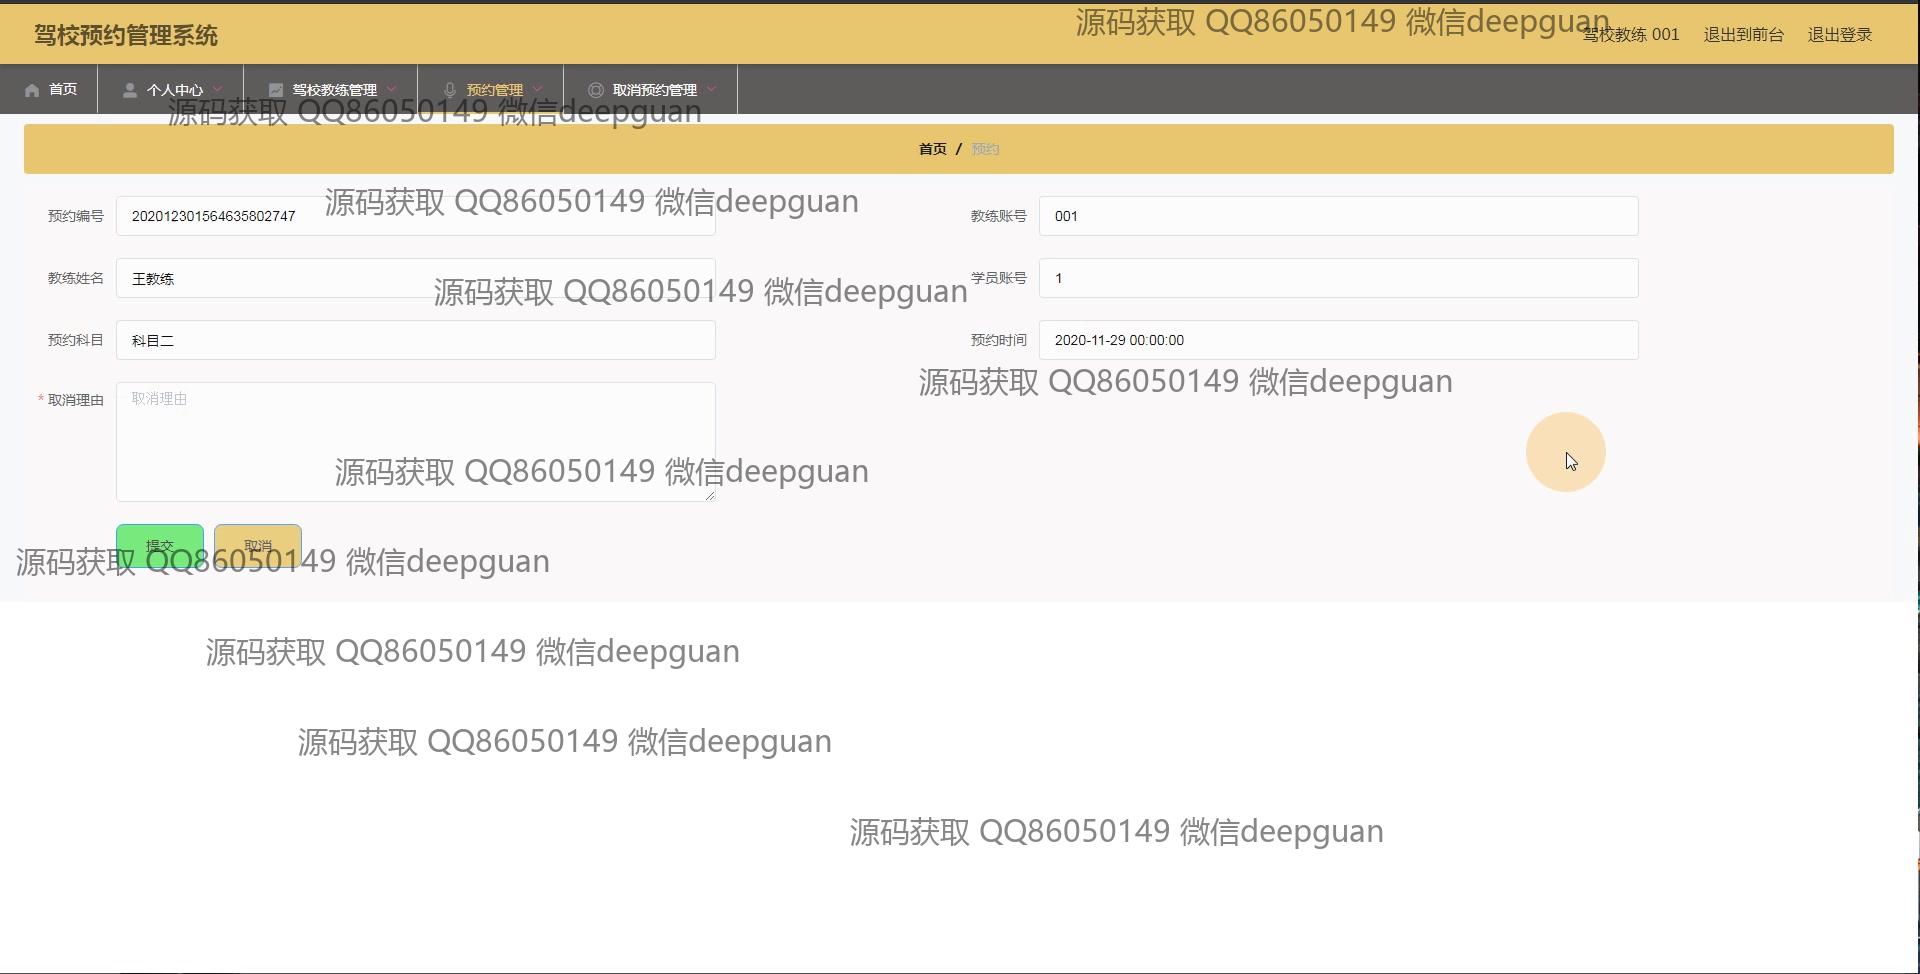 驾校预约管理系统
源码获取 QQ86050149 微信deepguan
驾校教练 001 退出到前台 退出登录
首页 个人中心 驾校教练管理 预约管理 取消预约管理
源码获取 QQ86050149 微信deepguan
首页 / 预约
源码获取 QQ86050149 微信deepguan
预约编号 202012301564635802747 教练账号 001
教练姓名 王教练 学员账号 1
源码获取 QQ86050149 微信deepguan
预约科目 科目二 预约时间 2020-11-29 00:00:00
源码获取 QQ86050149 微信deepguan
* 取消理由 取消理由
源码获取 QQ86050149 微信deepguan
提交 取消
源码获取 QQ86050149 微信deepguan
源码获取 QQ86050149 微信deepguan
源码获取 QQ86050149 微信deepguan
源码获取 QQ86050149 微信deepguan